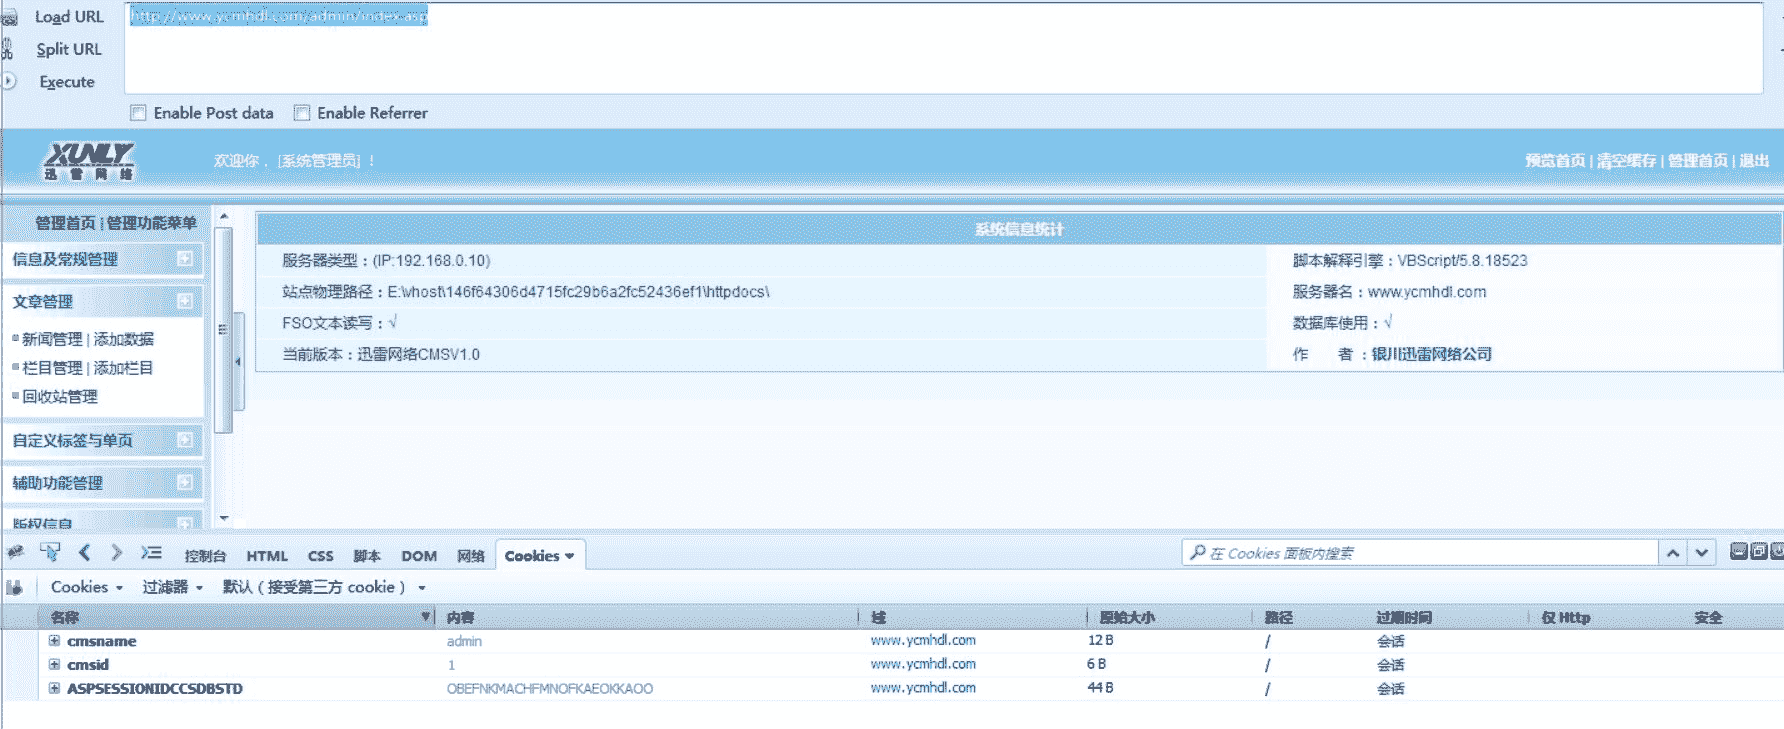 Load URL
http://www.ycmhdl.com/admin/index.asp
Split URL
Execute
Enable Post data Enable Referrer
XUNLY
迅雷网络
欢迎你， [系统管理员] ！
预览首页 | 清空缓存 | 管理首页 | 退出
管理首页 | 管理功能菜单
信息及常规管理
文章管理
新闻管理 | 添加数据
栏目管理 | 添加栏目
回收站管理
自定义标签与单页
辅助功能管理
版权信息
系统信息统计
服务器类型：(IP:192.168.0.10) 脚本解释引擎：VBScript/5.8.18523
站点物理路径：E:\vhost\146f64306d4715fc29b6a2fc52436ef1\httpdocs\ 服务器名：www.ycmhdl.com
FSO文本读写：√ 数据库使用：√
当前版本：迅雷网络CMSV1.0 作 者：银川迅雷网络公司
控制台 HTML CSS 脚本 DOM 网络 Cookies
在 Cookies 面板内搜索
Cookies 过滤器 默认（接受第三方 cookie）
名称 内容 域 原始大小 路径 过期时间 仅 Http 安全
cmsname admin www.ycmhdl.com 12 B / 会话
cmsid 1 www.ycmhdl.com 6 B / 会话
ASPSESSIONIDCCSDBSTD OBEFNKMACHFMNOFKAEOKKAOO www.ycmhdl.com 44 B / 会话